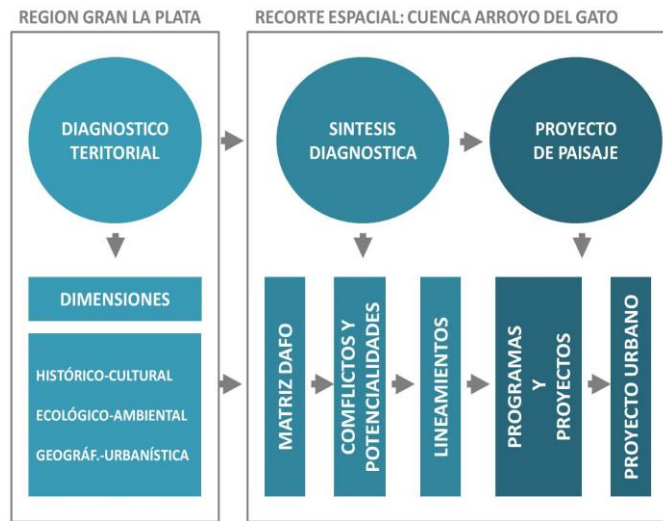 REGION GRAN LA PLATA
DIAGNOSTICO
TERITORIAL
DIMENSIONES
HISTÓRICO-CULTURAL
ECOLÓGICO-AMBIENTAL
GEOGRÁF.-URBANÍSTICA
RECORTE ESPACIAL: CUENCA ARROYO DEL GATO
SINTESIS
DIAGNOSTICA
PROYECTO
DE PAISAJE
MATRIZ DAFO
COMFLICTOS Y
POTENCIALIDADES
LINEAMIENTOS
PROGRAMAS
Y
PROYECTOS
PROYECTO URBANO